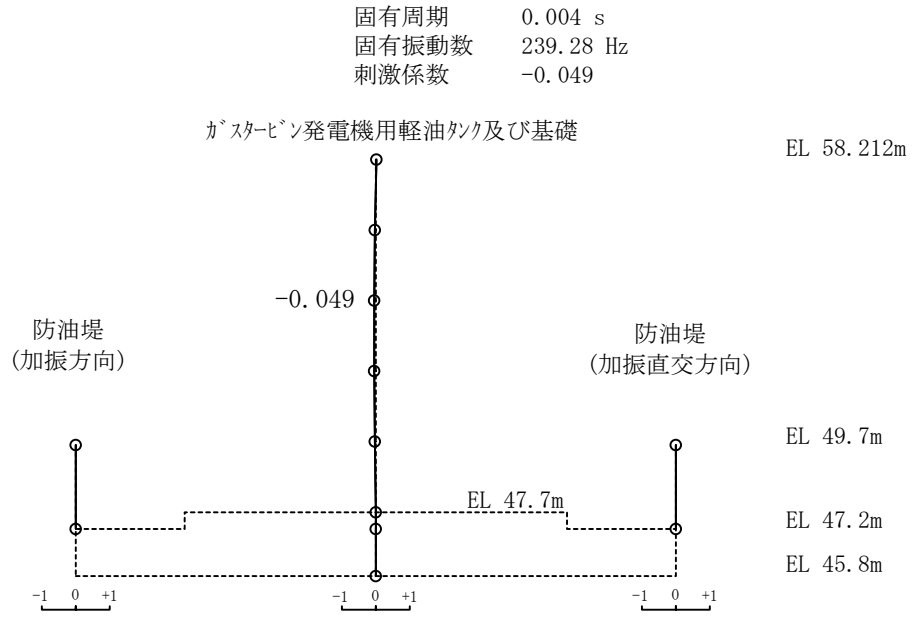 固有周期 0.004 s
固有振動数 239.28 Hz
刺激係数 -0.049
ｶﾞｽﾀｰﾋﾞﾝ発電機用軽油ﾀﾝｸ及び基礎
EL 58.212m
-0.049
防油堤
(加振方向)
防油堤
(加振直交方向)
EL 49.7m
EL 47.7m
EL 47.2m
EL 45.8m
-1 0 +1
-1 0 +1
-1 0 +1